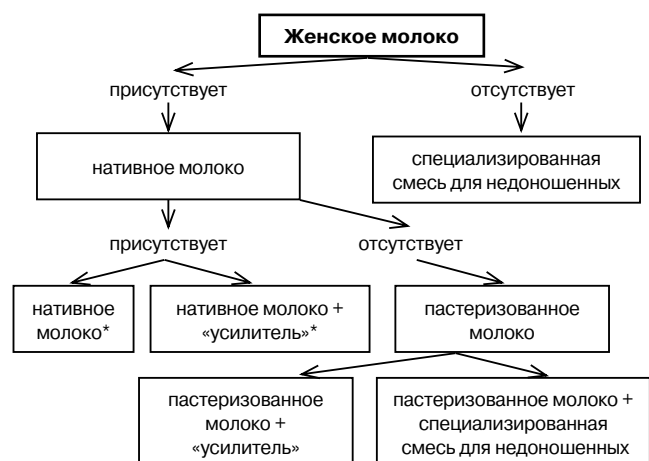 Женское молоко
присутствует
отсутствует
нативное молоко
специализированная
смесь для недоношенных
присутствует
отсутствует
нативное
молоко*
нативное молоко +
«усилитель»*
пастеризованное
молоко
пастеризованное
молоко +
«усилитель»
пастеризованное молоко +
специализированная
смесь для недоношенных